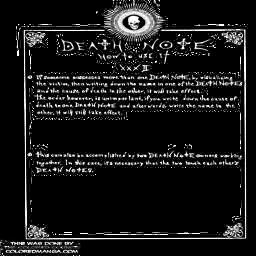 DEATH NOTE
How to use it
XXXII
If someone possesses more than one DEATH NOTE, by visualizing
the victim, then writing down the name in one of the DEATH NOTES
and the cause of death in the other, it will take effect.
The order however, is unimportant, if you write down the cause of
death in one DEATH NOTE and afterwards write the name in the
other, it will still take effect.
This can also be accomplished by two DEATH NOTE owners working
together. In this case, it's necessary that the two touch each other's
DEATH NOTES.
THIS WAS DONE BY
THE COLORED MANGA
COLOREDMANGA.COM